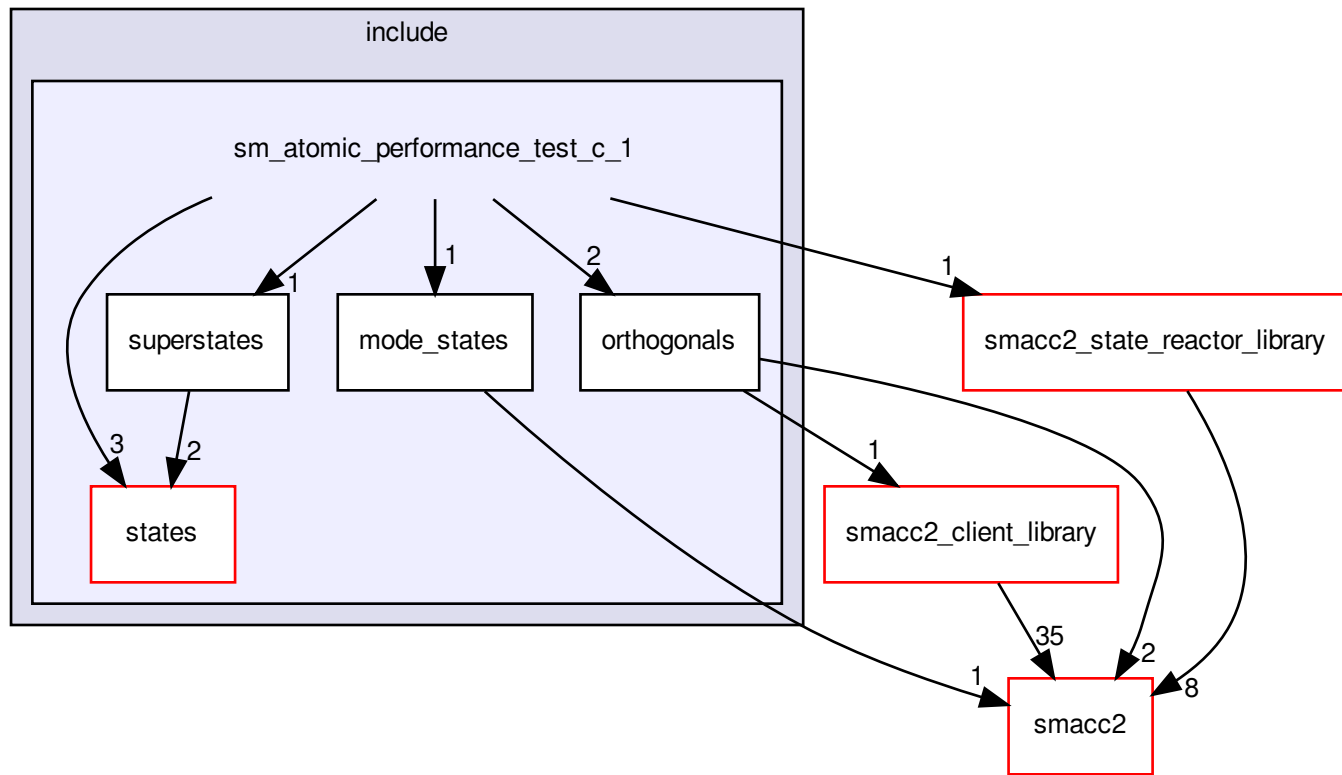 include
sm_atomic_performance_test_c_1
1
2
1
1
superstates
mode_states
orthogonals
smacc2_state_reactor_library
3
2
1
states
smacc2_client_library
35
2
1
8
smacc2